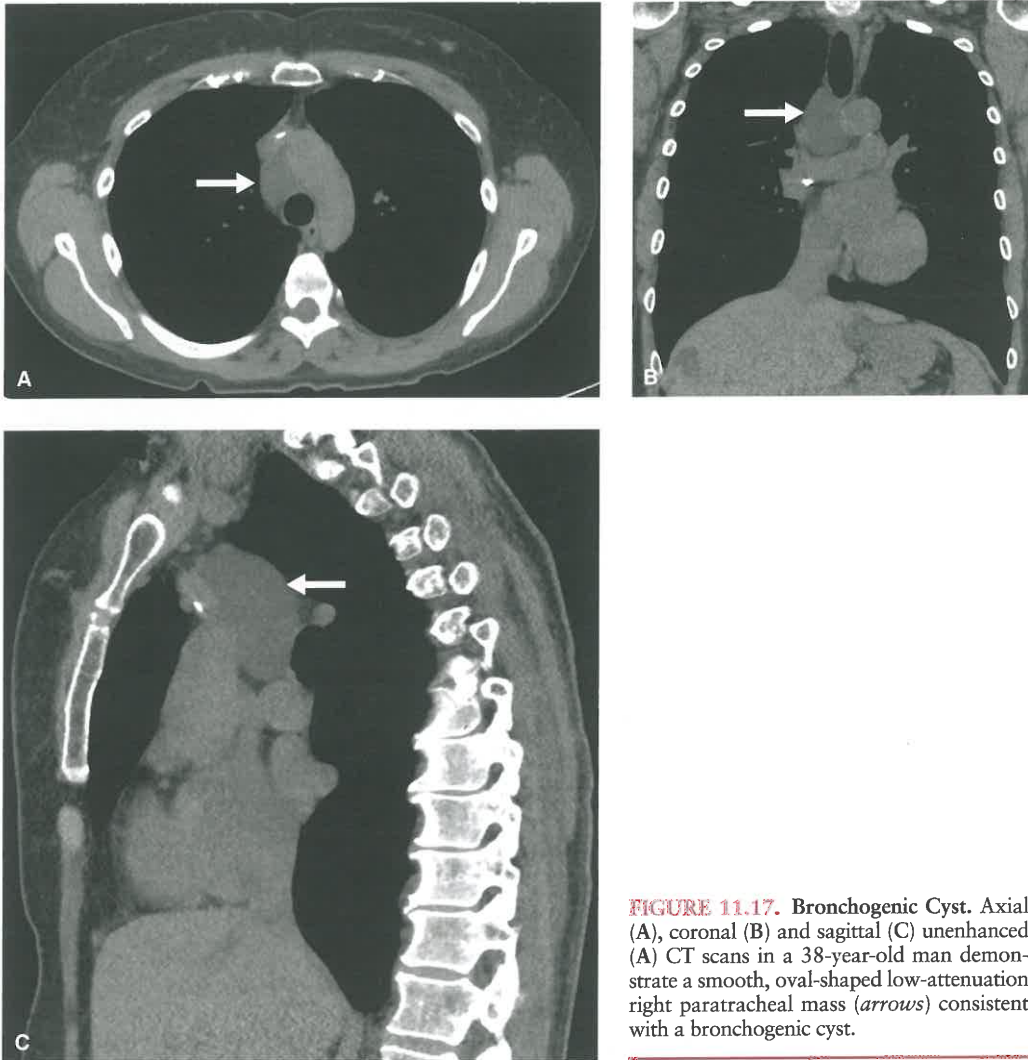 A
B
C
FIGURE 11.17. Bronchogenic Cyst. Axial
(A), coronal (B) and sagittal (C) unenhanced
(A) CT scans in a 38-year-old man demon-
strate a smooth, oval-shaped low-attenuation
right paratracheal mass (arrows) consistent
with a bronchogenic cyst.